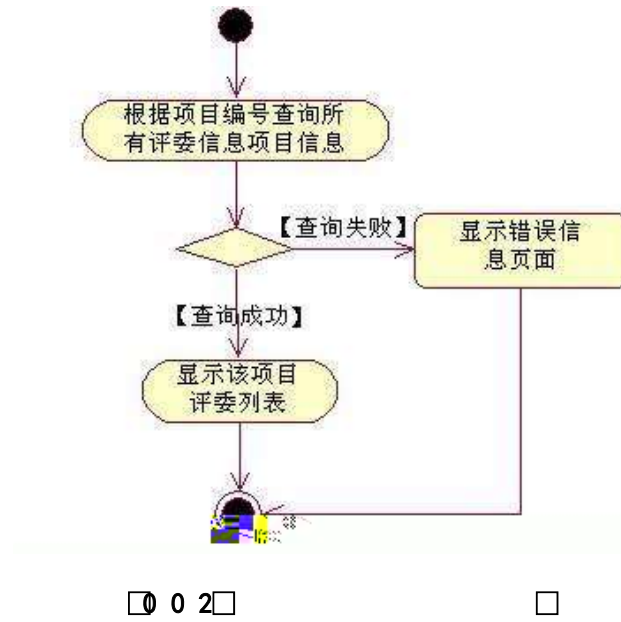 根据项目编号查询所
有评委信息项目信息
【查询失败】
显示错误信
息页面
【查询成功】
显示该项目
评委列表
002